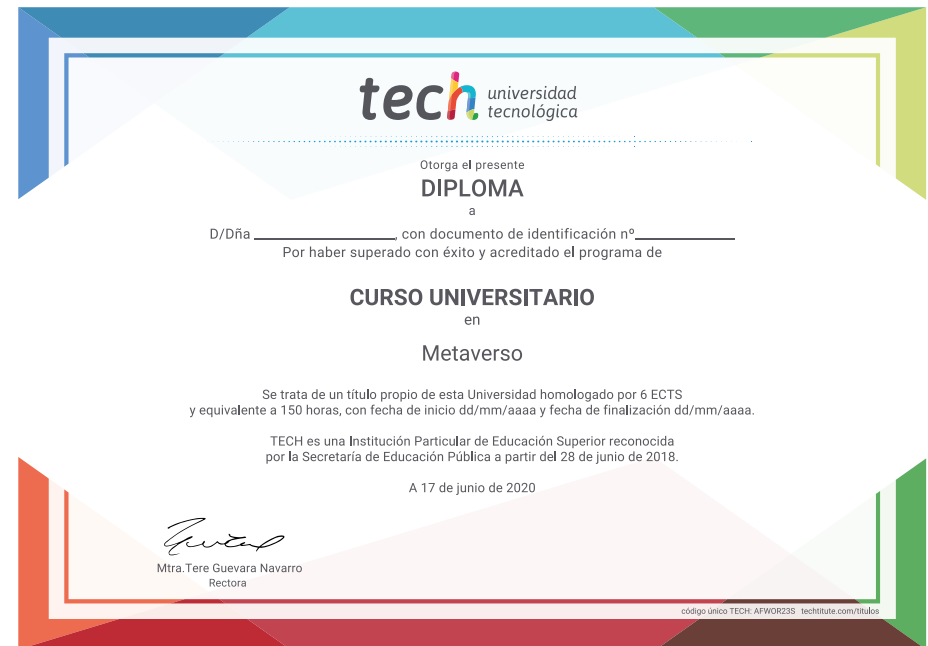 tech universidad
tecnológica
Otorga el presente
DIPLOMA
a
D/Dña ____________________, con documento de identificación nº______________
Por haber superado con éxito y acreditado el programa de
CURSO UNIVERSITARIO
en
Metaverso
Se trata de un título propio de esta Universidad homologado por 6 ECTS
y equivalente a 150 horas, con fecha de inicio dd/mm/aaaa y fecha de finalización dd/mm/aaaa.
TECH es una Institución Particular de Educación Superior reconocida
por la Secretaría de Educación Pública a partir del 28 de junio de 2018.
A 17 de junio de 2020
Mtra.Tere Guevara Navarro
Rectora
código único TECH: AFWOR23S techtitute.com/titulos